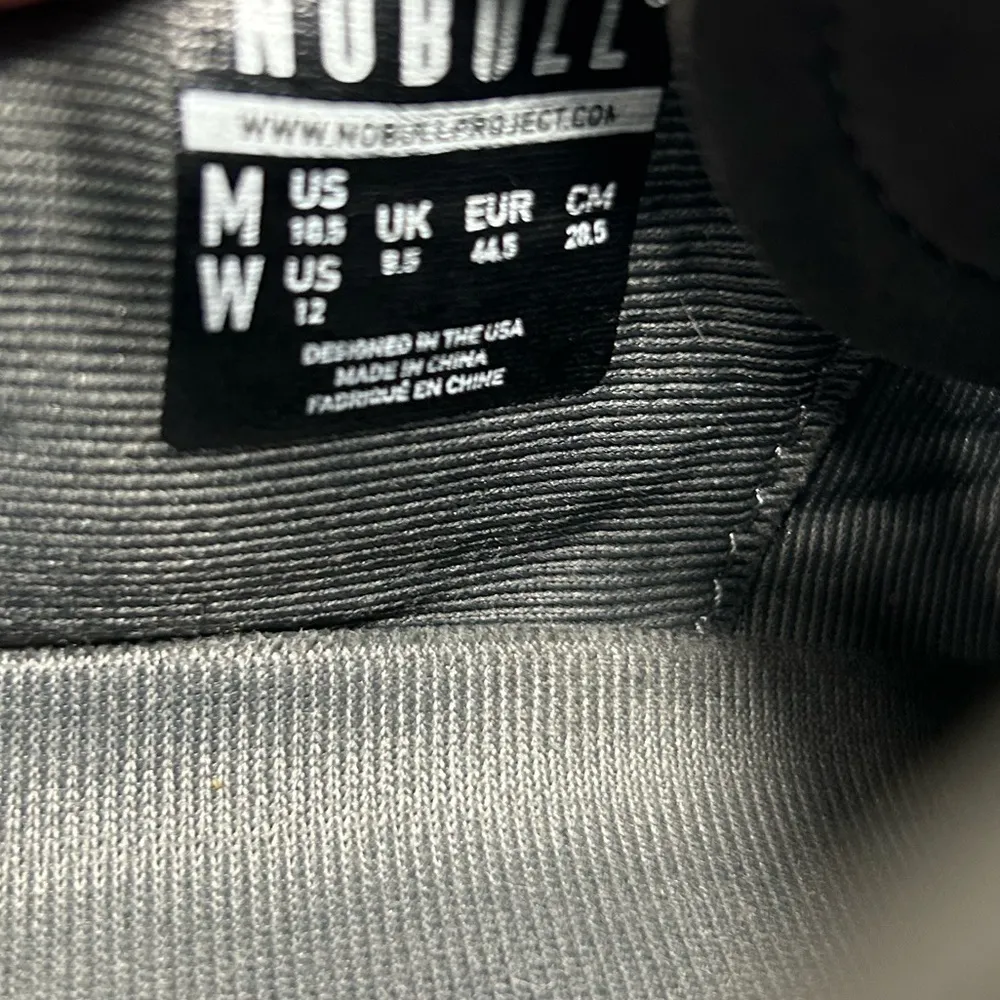 NOBULL
WWW.NOBULLPROJECT.COM
M US 10.5 UK 9.5 EUR 44.5 CM 28.5
W US 12
DESIGNED IN THE USA
MADE IN CHINA
FABRIQUÉ EN CHINE